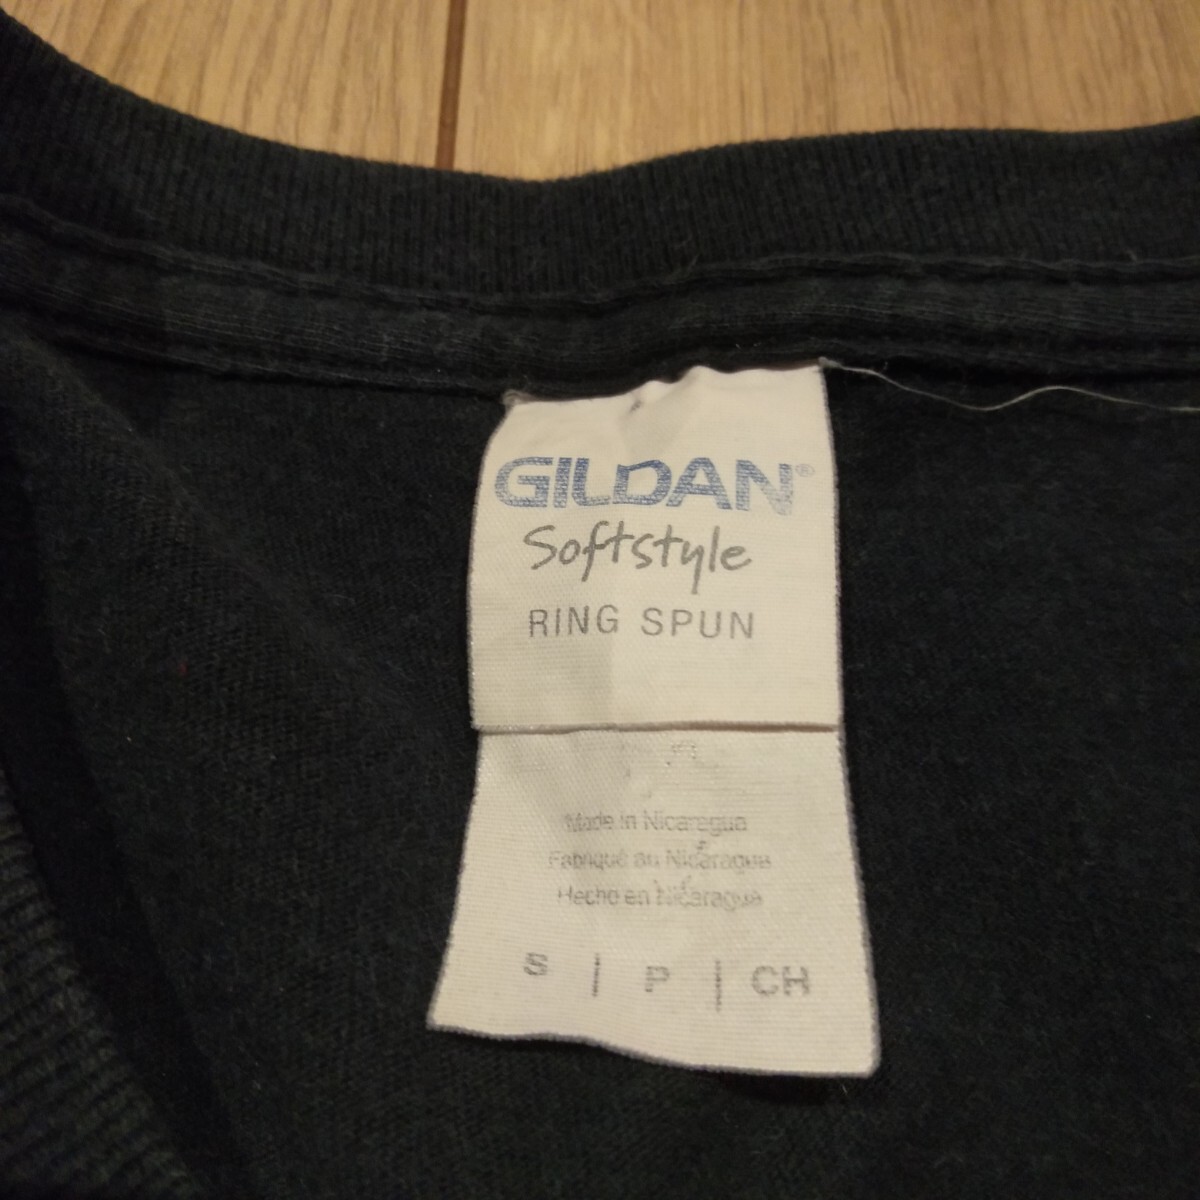 GILDAN®
Softstyle
RING SPUN
Made in Nicaragua
Fabriqué au Nicaragua
Hecho en Nicaragua
S | P | CH